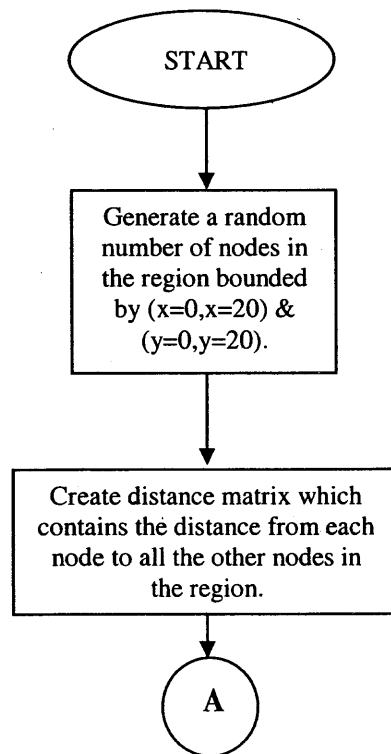 START
Generate a random
number of nodes in
the region bounded
by (x=0,x=20) &
(y=0,y=20).
Create distance matrix which
contains the distance from each
node to all the other nodes in
the region.
A